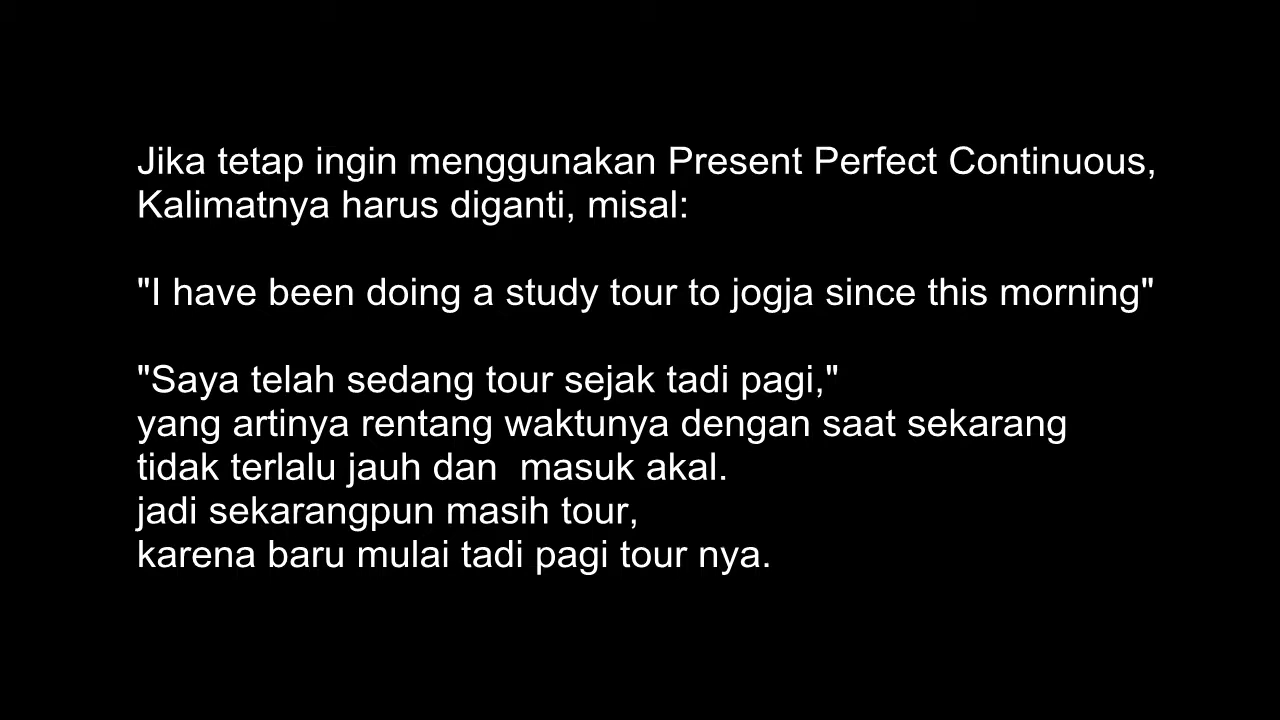 Jika tetap ingin menggunakan Present Perfect Continuous,
Kalimatnya harus diganti, misal:
"I have been doing a study tour to jogja since this morning"
"Saya telah sedang tour sejak tadi pagi,"
yang artinya rentang waktunya dengan saat sekarang
tidak terlalu jauh dan  masuk akal.
jadi sekarangpun masih tour,
karena baru mulai tadi pagi tour nya.